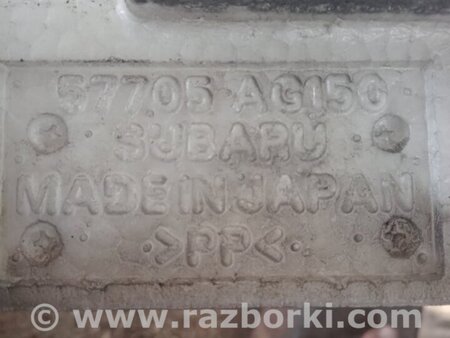 57705 AG150
SUBARU
MADE IN JAPAN
>PP<
© www.razborki.com